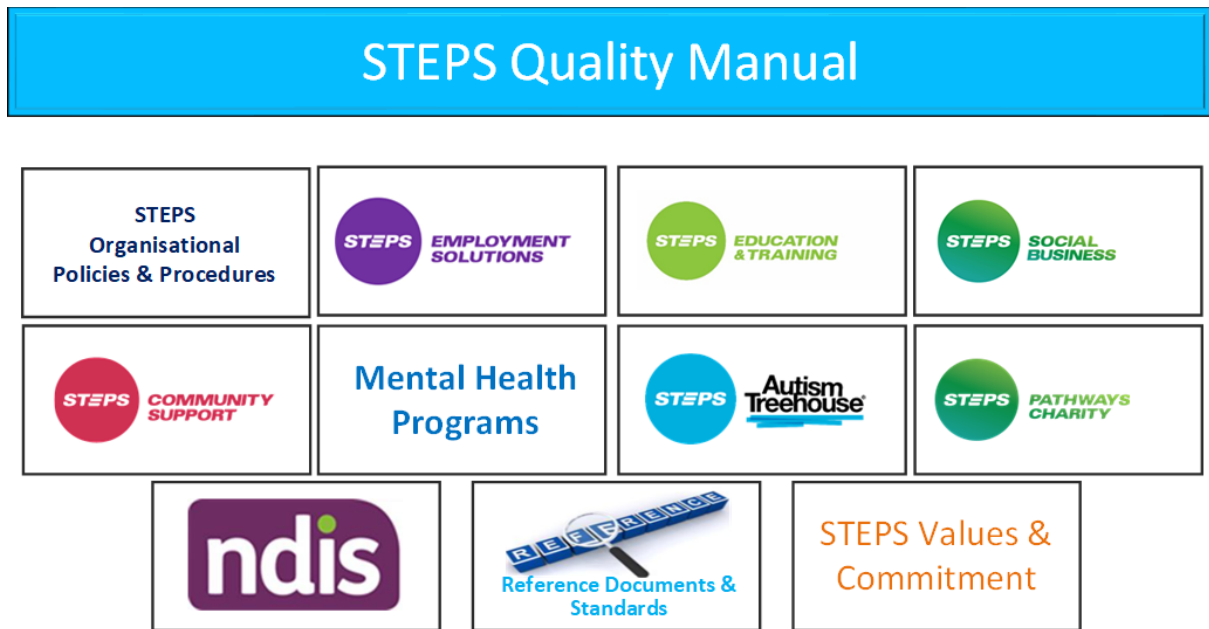 STEPS Quality Manual
STEPS
Organisational
Policies & Procedures
STEPS
EMPLOYMENT
SOLUTIONS
STEPS
EDUCATION
& TRAINING
STEPS
SOCIAL
BUSINESS
STEPS
COMMUNITY
SUPPORT
Mental Health
Programs
STEPS
Autism
Treehouse
STEPS
PATHWAYS
CHARITY
ndis
REFERENCE
Reference Documents &
Standards
STEPS Values &
Commitment